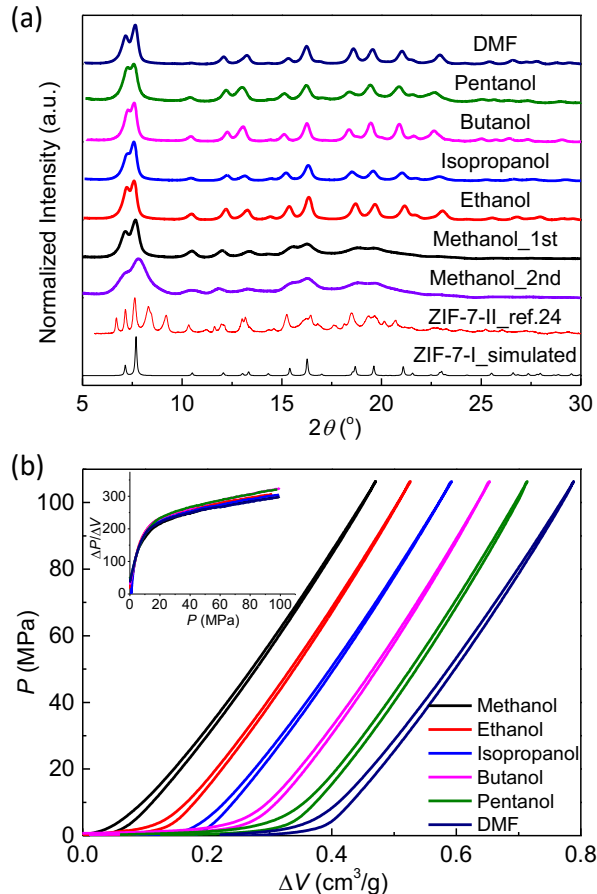 (a)
Normalized Intensity (a.u.)
DMF
Pentanol
Butanol
Isopropanol
Ethanol
Methanol_1st
Methanol_2nd
ZIF-7-II_ref.24
ZIF-7-I_simulated
5 10 15 20 25 30
2θ (°)
(b)
P (MPa)
100
80
60
40
20
0
ΔP/ΔV
300
200
100
0
0 20 40 60 80 100
P (MPa)
Methanol
Ethanol
Isopropanol
Butanol
Pentanol
DMF
0.0 0.2 0.4 0.6 0.8
ΔV (cm³/g)